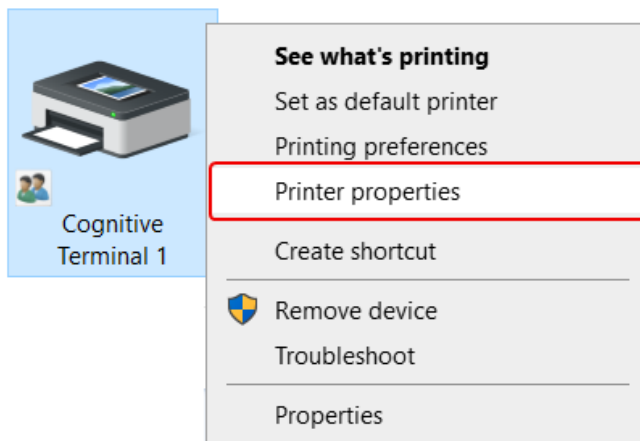 Cognitive
Terminal 1
See what's printing
Set as default printer
Printing preferences
Printer properties
Create shortcut
Remove device
Troubleshoot
Properties